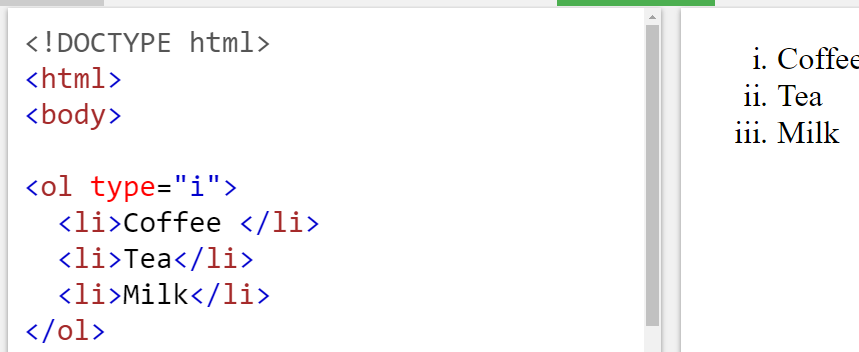 <!DOCTYPE html>
<html>
<body>
<ol type="i">
<li>Coffee </li>
<li>Tea</li>
<li>Milk</li>
</ol>
i. Coffee
ii. Tea
iii. Milk